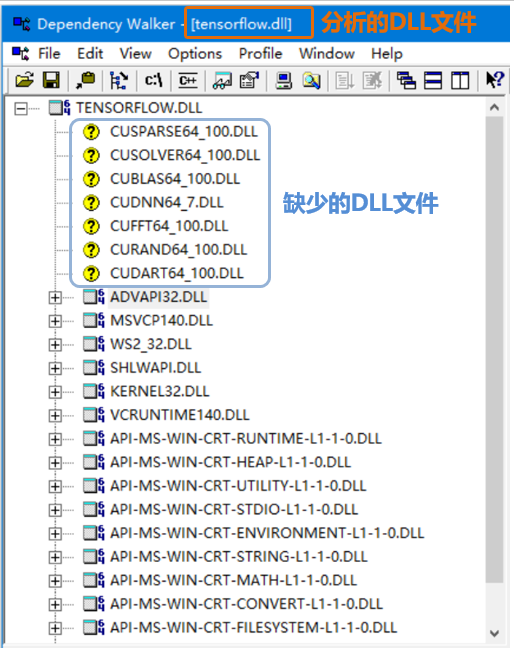 Dependency Walker - [tensorflow.dll] 分析的DLL文件
File Edit View Options Profile Window Help
c:\ C++
TENSORFLOW.DLL
CUSPARSE64_100.DLL
CUSOLVER64_100.DLL
CUBLAS64_100.DLL
CUDNN64_7.DLL
缺少的DLL文件
CUFFT64_100.DLL
CURAND64_100.DLL
CUDART64_100.DLL
ADVAPI32.DLL
MSVCP140.DLL
WS2_32.DLL
SHLWAPI.DLL
KERNEL32.DLL
VCRUNTIME140.DLL
API-MS-WIN-CRT-RUNTIME-L1-1-0.DLL
API-MS-WIN-CRT-HEAP-L1-1-0.DLL
API-MS-WIN-CRT-UTILITY-L1-1-0.DLL
API-MS-WIN-CRT-STDIO-L1-1-0.DLL
API-MS-WIN-CRT-ENVIRONMENT-L1-1-0.DLL
API-MS-WIN-CRT-STRING-L1-1-0.DLL
API-MS-WIN-CRT-MATH-L1-1-0.DLL
API-MS-WIN-CRT-CONVERT-L1-1-0.DLL
API-MS-WIN-CRT-FILESYSTEM-L1-1-0.DLL